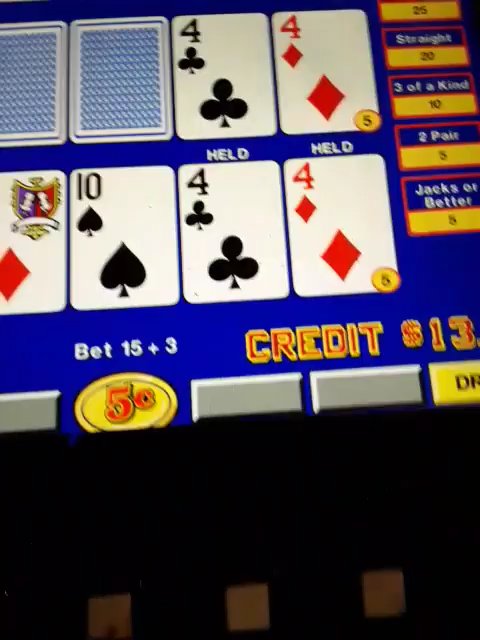 25
Straight
20
3 of a Kind
10
2 Pair
5
Jacks or
Better
5
4
4
5
HELD
HELD
10
4
4
5
Bet 15 + 3
CREDIT $13.
5¢
DR